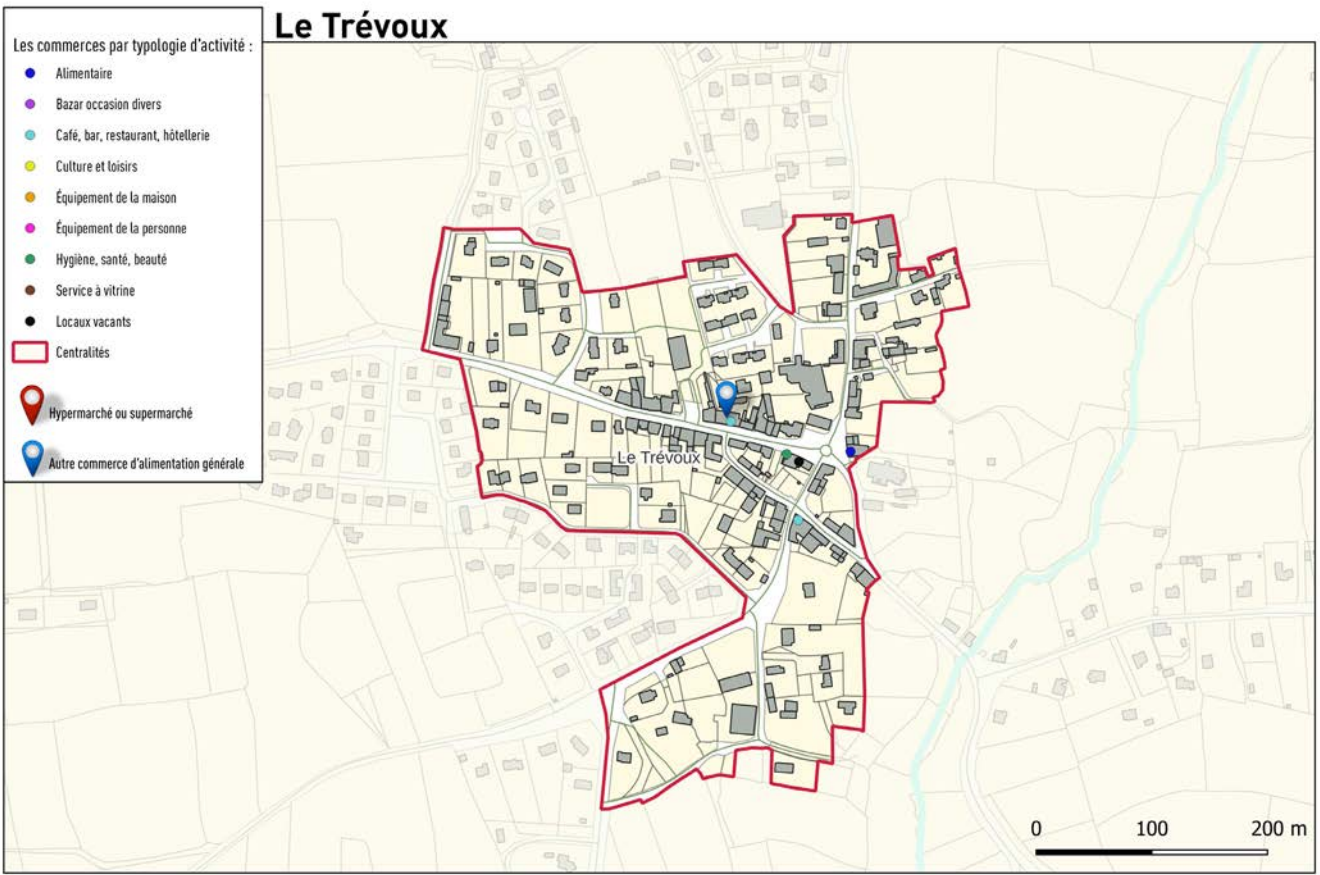 Le Trévoux
Les commerces par typologie d'activité :
Alimentaire
Bazar occasion divers
Café, bar, restaurant, hôtellerie
Culture et loisirs
Équipement de la maison
Équipement de la personne
Hygiène, santé, beauté
Service à vitrine
Locaux vacants
Centralités
Hypermarché ou supermarché
Autre commerce d'alimentation générale
Le Trévoux
0 100 200 m